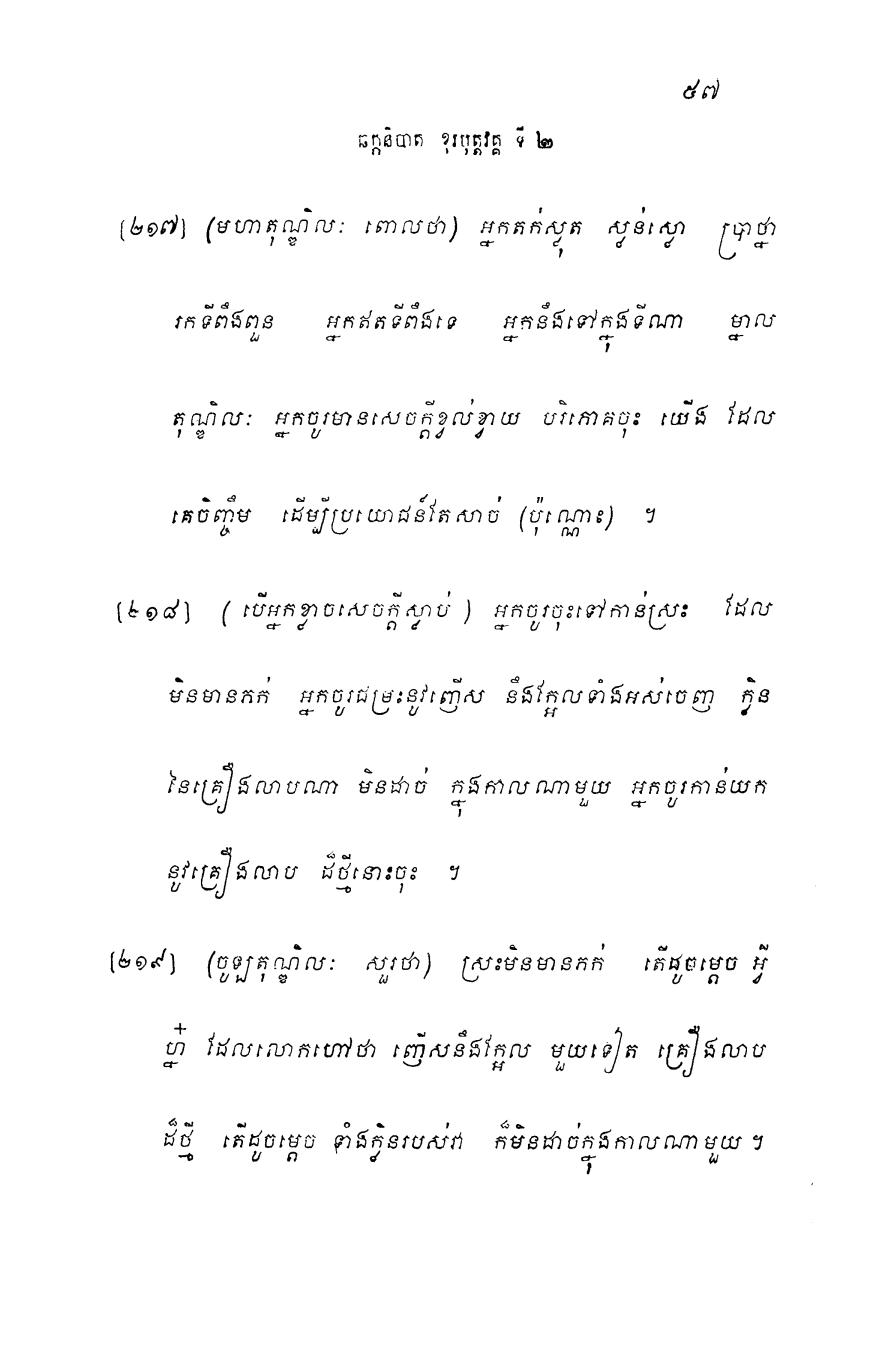 ៥៧
ឆក្កនិបាត ខុរបុត្តវគ្គ ទី ២
[២១៧] (មហាតុណ្ឌិលៈ ពោលថា) អ្នកតក់ស្លុត ស្វន់ស្វោ ប្រាថ្នា
រកទីពឹងពួន អ្នកឥតទីពឹងទេ អ្នកនឹងទៅក្នុងទីណា ម្នាល
តុណ្ឌិលៈ អ្នកចូរមានសេចក្តីខ្វល់ខ្វាយ បរិភោគចុះ យើង ដែល
គេចិញ្ចឹម ដើម្បីប្រយោជន៍តែសាច់ (ប៉ុណ្ណោះ) ។
[២១៨] ( បើអ្នកខ្លាចសេចក្តីស្លាប់ ) អ្នកចូរចុះទៅកាន់ស្រះ ដែល
មិនមានភក់ អ្នកចូរជម្រះនូវញើស នឹងក្អែលទាំងអស់ចេញ ក្លិន
នៃគ្រឿងលាបណា មិនដាច់ ក្នុងកាលណាមួយ អ្នកចូរកាន់យក
នូវគ្រឿងលាប ដ៏ថ្មីនោះចុះ ។
[២១៩] (ចូឡតុណ្ឌិលៈ សួរថា) ស្រះមិនមានភក់ តើដូចម្តេច អ្វី
ហ្ន៎ ដែលលោកហៅថា ញើសនឹងក្អែល មួយទៀត គ្រឿងលាប
ដ៏ថ្មី តើដូចម្តេច ទាំងក្លិនរបស់វា ក៏មិនដាច់ក្នុងកាលណាមួយ ។